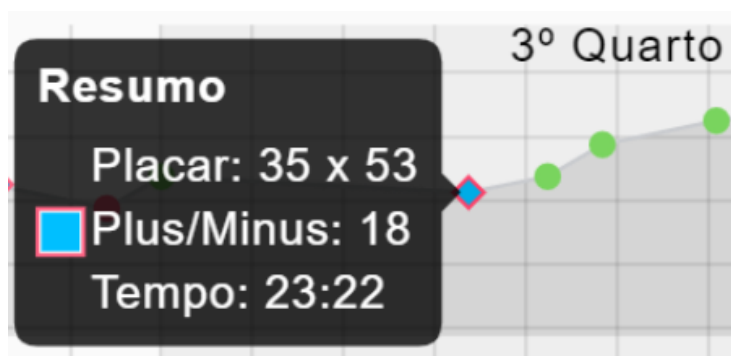 3º Quarto
Resumo
Placar: 35 x 53
Plus/Minus: 18
Tempo: 23:22